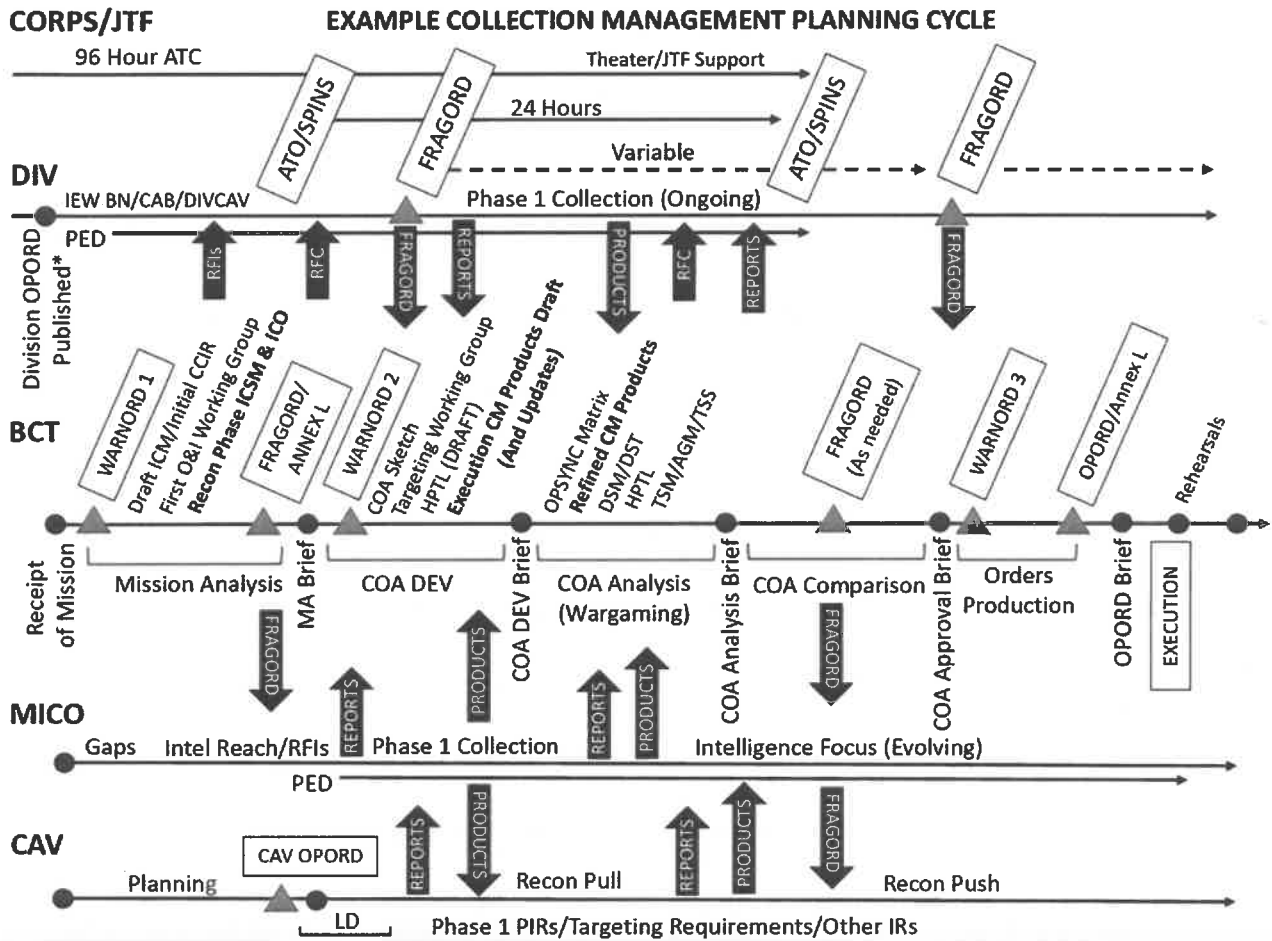 CORPS/JTF
EXAMPLE COLLECTION MANAGEMENT PLANNING CYCLE
96 Hour ATC
Theater/JTF Support
ATO/SPINS
FRAGORD
24 Hours
ATO/SPINS
FRAGORD
Variable
DIV
IEW BN/CAB/DIVCAV
Phase 1 Collection (Ongoing)
PED
Division OPORD
Published*
RFIs
RFC
FRAGORD
REPORTS
PRODUCTS
RFC
REPORTS
FRAGORD
BCT
WARNORD 1
Draft ICM/Initial CCIR
First O&I Working Group
Recon Phase ICSM & ICO
FRAGORD/
ANNEX L
WARNORD 2
COA Sketch
Targeting Working Group
HPTL (DRAFT)
Execution CM Products Draft
(And Updates)
OPSYNC Matrix
Refined CM Products
DSM/DST
HPTL
TSM/AGM/TSS
FRAGORD
(As needed)
WARNORD 3
OPORD/Annex L
Rehearsals
Receipt
of Mission
Mission Analysis
MA Brief
COA DEV
COA DEV Brief
COA Analysis
(Wargaming)
COA Analysis Brief
COA Comparison
COA Approval Brief
Orders
Production
OPORD Brief
EXECUTION
FRAGORD
REPORTS
PRODUCTS
REPORTS
PRODUCTS
FRAGORD
MICO
Gaps
Intel Reach/RFIs
Phase 1 Collection
Intelligence Focus (Evolving)
PED
REPORTS
PRODUCTS
REPORTS
PRODUCTS
FRAGORD
CAV
CAV OPORD
Planning
Recon Pull
Recon Push
LD
Phase 1 PIRs/Targeting Requirements/Other IRs